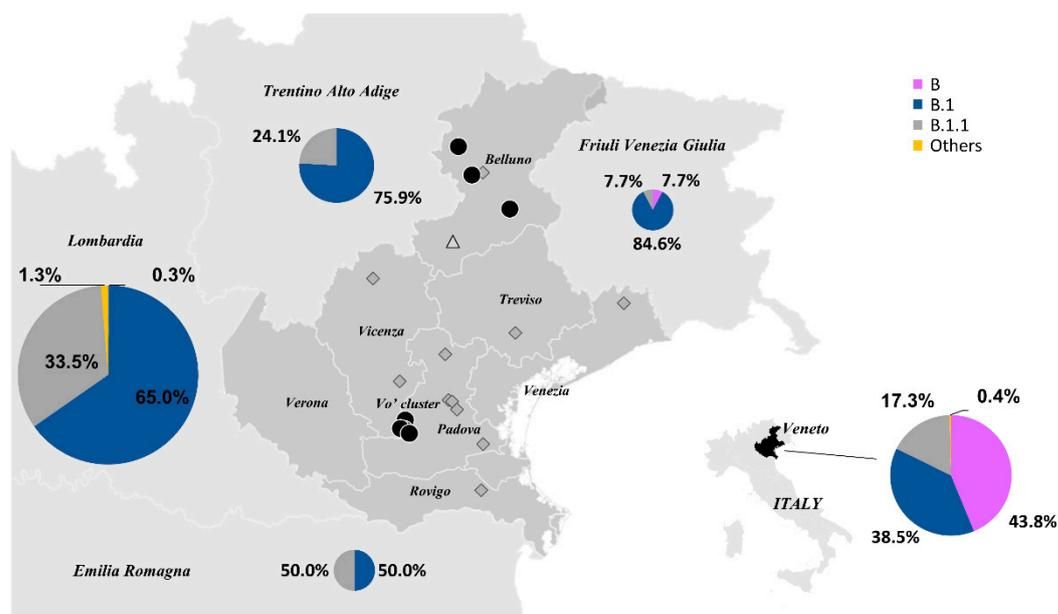 Trentino Alto Adige
24.1%
75.9%
Belluno
Friuli Venezia Giulia
7.7% 7.7%
84.6%
B
B.1
B.1.1
Others
Lombardia
1.3% 0.3%
33.5%
65.0%
Treviso
Vicenza
Verona
Vo' cluster
Padova
Venezia
Rovigo
Emilia Romagna
50.0% 50.0%
Veneto
ITALY
17.3% 0.4%
38.5%
43.8%